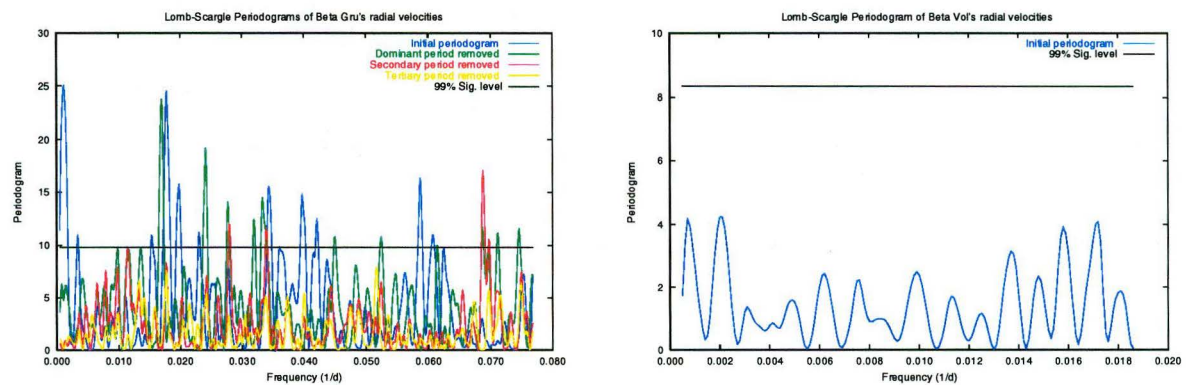 Lomb-Scargle Periodograms of Beta Gru's radial velocities
30
25
20
15
10
5
0
Periodogram
Initial periodogram
Dominant period removed
Secondary period removed
Tertiary period removed
99% Sig. level
0.000 0.010 0.020 0.030 0.040 0.050 0.060 0.070 0.080
Frequency (1/d)
Lomb-Scargle Periodogram of Beta Vol's radial velocities
10
8
6
4
2
0
Periodogram
Initial periodogram
99% Sig. level
0.000 0.002 0.004 0.006 0.008 0.010 0.012 0.014 0.016 0.018 0.020
Frequency (1/d)